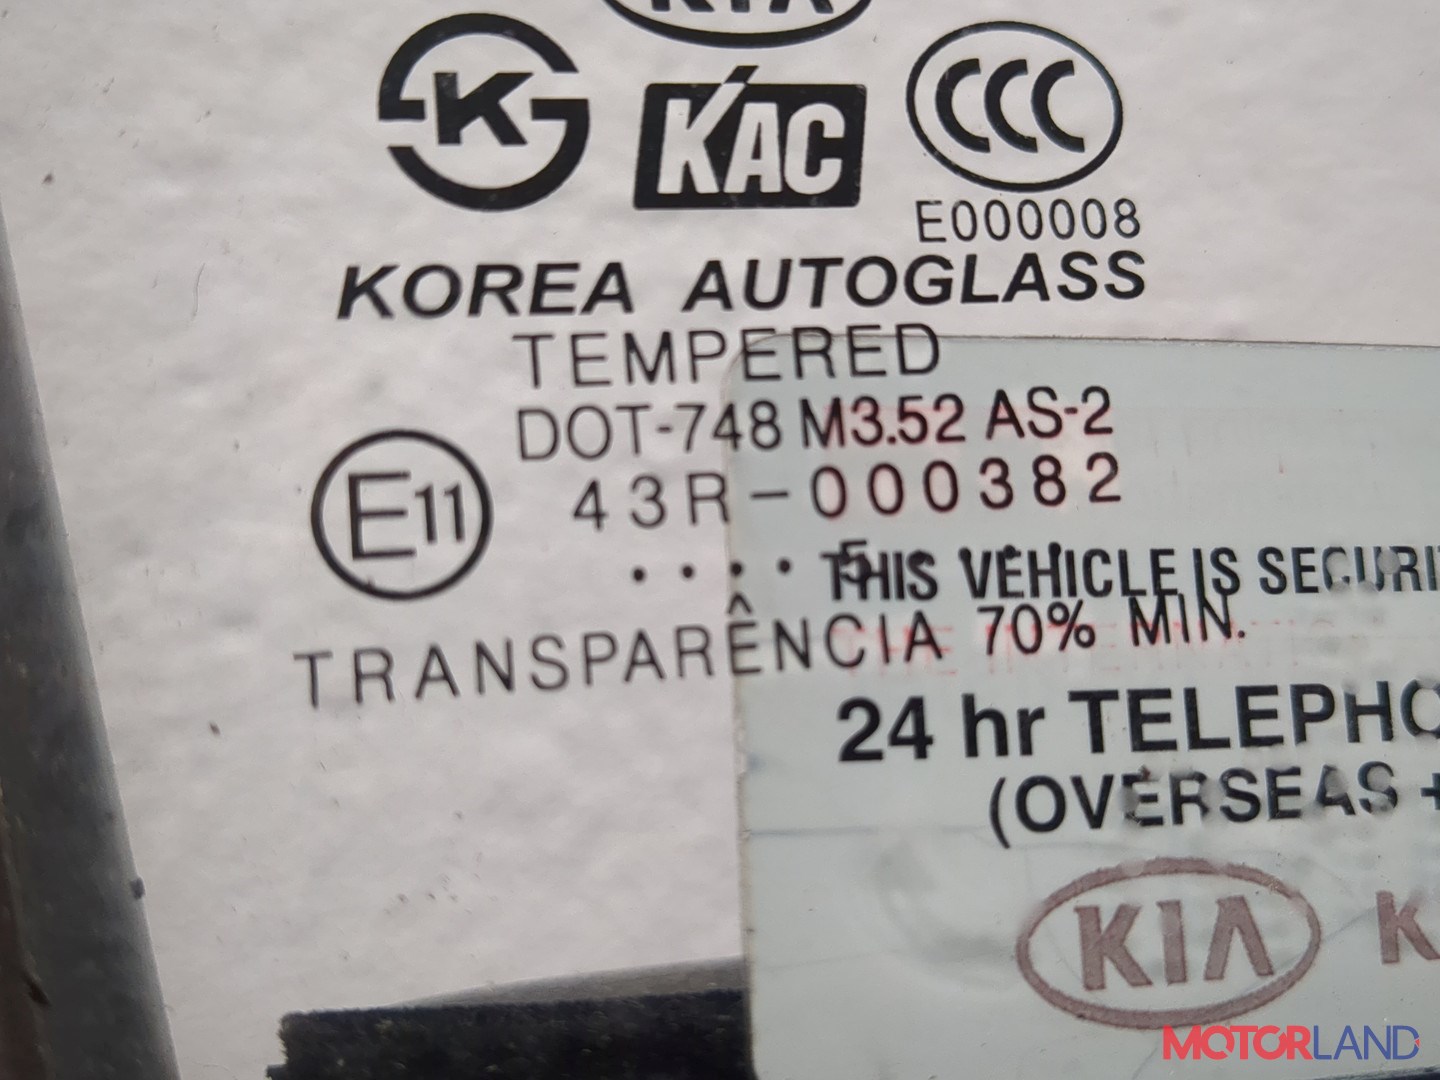 KIA
K
KAC
CCC
E000008
KOREA AUTOGLASS
TEMPERED
DOT-748 M3.52 AS-2
E11
43R-000382
.... 5
THIS VEHICLE IS SECURI
TRANSPARÊNCIA 70% MIN.
24 hr TELEPHO
(OVERSEAS +
KIA K
MOTORLAND